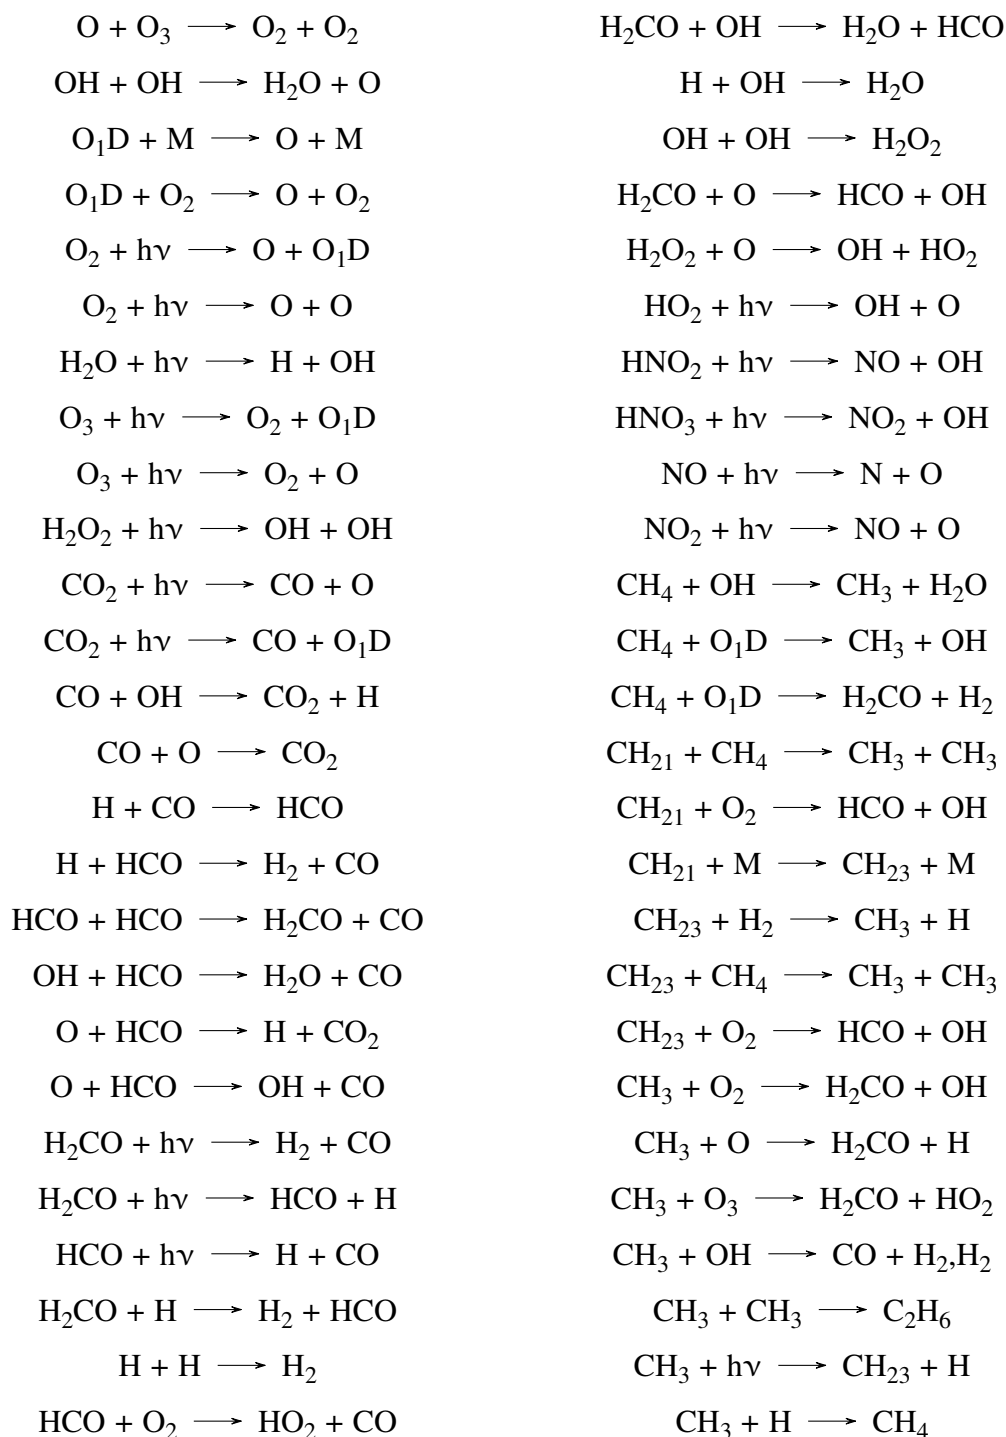 O + O₃ ⟶ O₂ + O₂
OH + OH ⟶ H₂O + O
O₁D + M ⟶ O + M
O₁D + O₂ ⟶ O + O₂
O₂ + hν ⟶ O + O₁D
O₂ + hν ⟶ O + O
H₂O + hν ⟶ H + OH
O₃ + hν ⟶ O₂ + O₁D
O₃ + hν ⟶ O₂ + O
H₂O₂ + hν ⟶ OH + OH
CO₂ + hν ⟶ CO + O
CO₂ + hν ⟶ CO + O₁D
CO + OH ⟶ CO₂ + H
CO + O ⟶ CO₂
H + CO ⟶ HCO
H + HCO ⟶ H₂ + CO
HCO + HCO ⟶ H₂CO + CO
OH + HCO ⟶ H₂O + CO
O + HCO ⟶ H + CO₂
O + HCO ⟶ OH + CO
H₂CO + hν ⟶ H₂ + CO
H₂CO + hν ⟶ HCO + H
HCO + hν ⟶ H + CO
H₂CO + H ⟶ H₂ + HCO
H + H ⟶ H₂
HCO + O₂ ⟶ HO₂ + CO
H₂CO + OH ⟶ H₂O + HCO
H + OH ⟶ H₂O
OH + OH ⟶ H₂O₂
H₂CO + O ⟶ HCO + OH
H₂O₂ + O ⟶ OH + HO₂
HO₂ + hν ⟶ OH + O
HNO₂ + hν ⟶ NO + OH
HNO₃ + hν ⟶ NO₂ + OH
NO + hν ⟶ N + O
NO₂ + hν ⟶ NO + O
CH₄ + OH ⟶ CH₃ + H₂O
CH₄ + O₁D ⟶ CH₃ + OH
CH₄ + O₁D ⟶ H₂CO + H₂
CH₂₁ + CH₄ ⟶ CH₃ + CH₃
CH₂₁ + O₂ ⟶ HCO + OH
CH₂₁ + M ⟶ CH₂₃ + M
CH₂₃ + H₂ ⟶ CH₃ + H
CH₂₃ + CH₄ ⟶ CH₃ + CH₃
CH₂₃ + O₂ ⟶ HCO + OH
CH₃ + O₂ ⟶ H₂CO + OH
CH₃ + O ⟶ H₂CO + H
CH₃ + O₃ ⟶ H₂CO + HO₂
CH₃ + OH ⟶ CO + H₂,H₂
CH₃ + CH₃ ⟶ C₂H₆
CH₃ + hν ⟶ CH₂₃ + H
CH₃ + H ⟶ CH₄